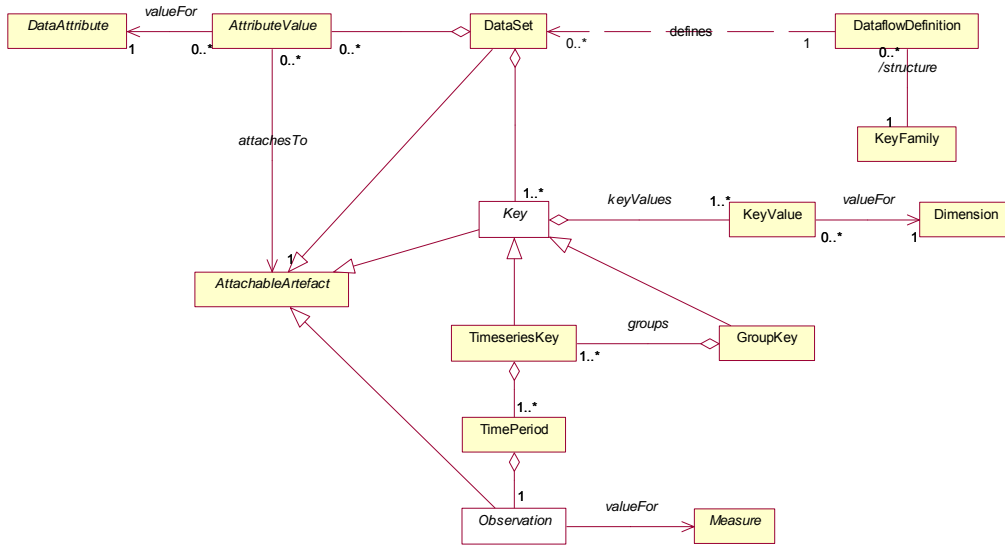 DataAttribute
valueFor
1
0..*
AttributeValue
0..*
0..*
DataSet
0..*
defines
1
DataflowDefinition
0..*
/structure
1
KeyFamily
attachesTo
1..*
Key
keyValues
1..*
KeyValue
valueFor
0..*
1
Dimension
1
AttachableArtefact
TimeseriesKey
groups
1..*
GroupKey
1..*
TimePeriod
1
Observation
valueFor
Measure